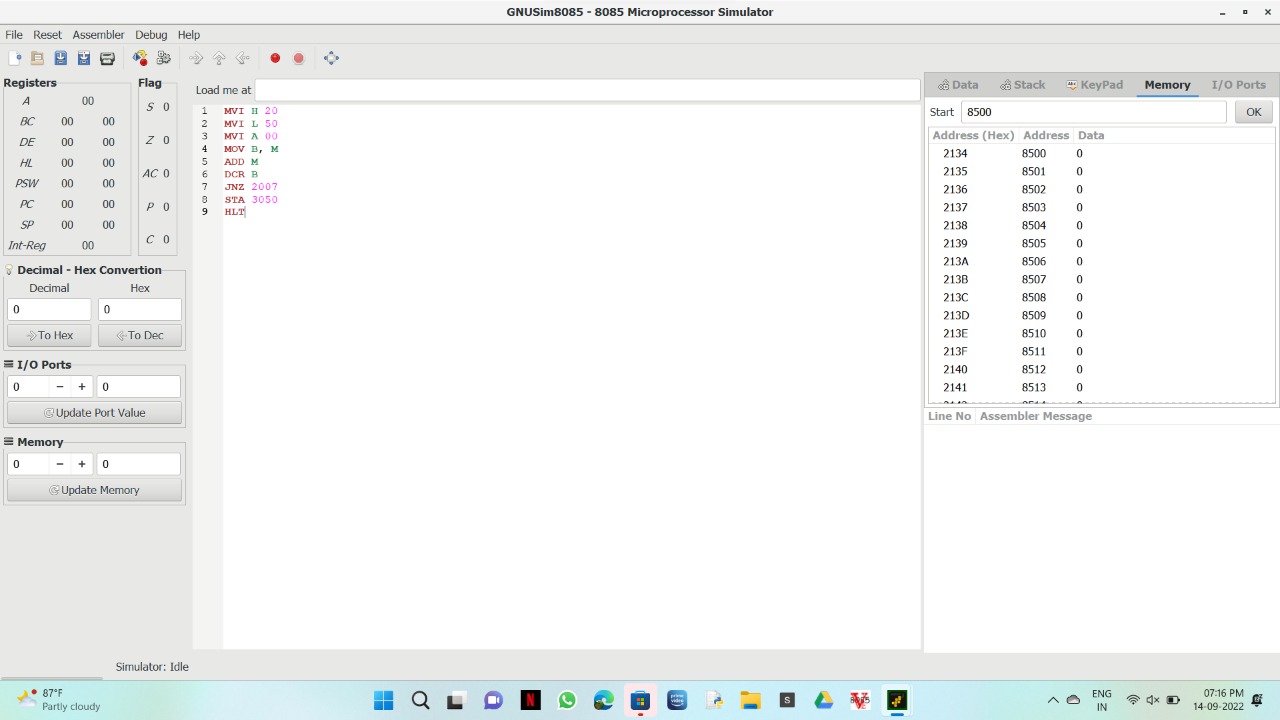 GNUSim8085 - 8085 Microprocessor Simulator
File Reset Assembler Debug Help
Registers
A 00
BC 00 00
DE 00 00
HL 00 00
PSW 00 00
PC 00 00
SP 00 00
Int-Reg 00
Flag
S 0
Z 0
AC 0
P 0
C 0
Decimal - Hex Convertion
Decimal Hex
0 0
To Hex To Dec
I/O Ports
0 − + 0
Update Port Value
Memory
0 − + 0
Update Memory
Load me at
1 MVI H 20
2 MVI L 50
3 MVI A 00
4 MOV B, M
5 ADD M
6 DCR B
7 JNZ 2007
8 STA 3050
9 HLT
Data Stack KeyPad Memory I/O Ports
Start 8500 OK
Address (Hex) Address Data
2134 8500 0
2135 8501 0
2136 8502 0
2137 8503 0
2138 8504 0
2139 8505 0
213A 8506 0
213B 8507 0
213C 8508 0
213D 8509 0
213E 8510 0
213F 8511 0
2140 8512 0
2141 8513 0
Line No Assembler Message
Simulator: Idle
87°F
Partly cloudy
prime video
S
ENG
IN
07:16 PM
14-09-2022